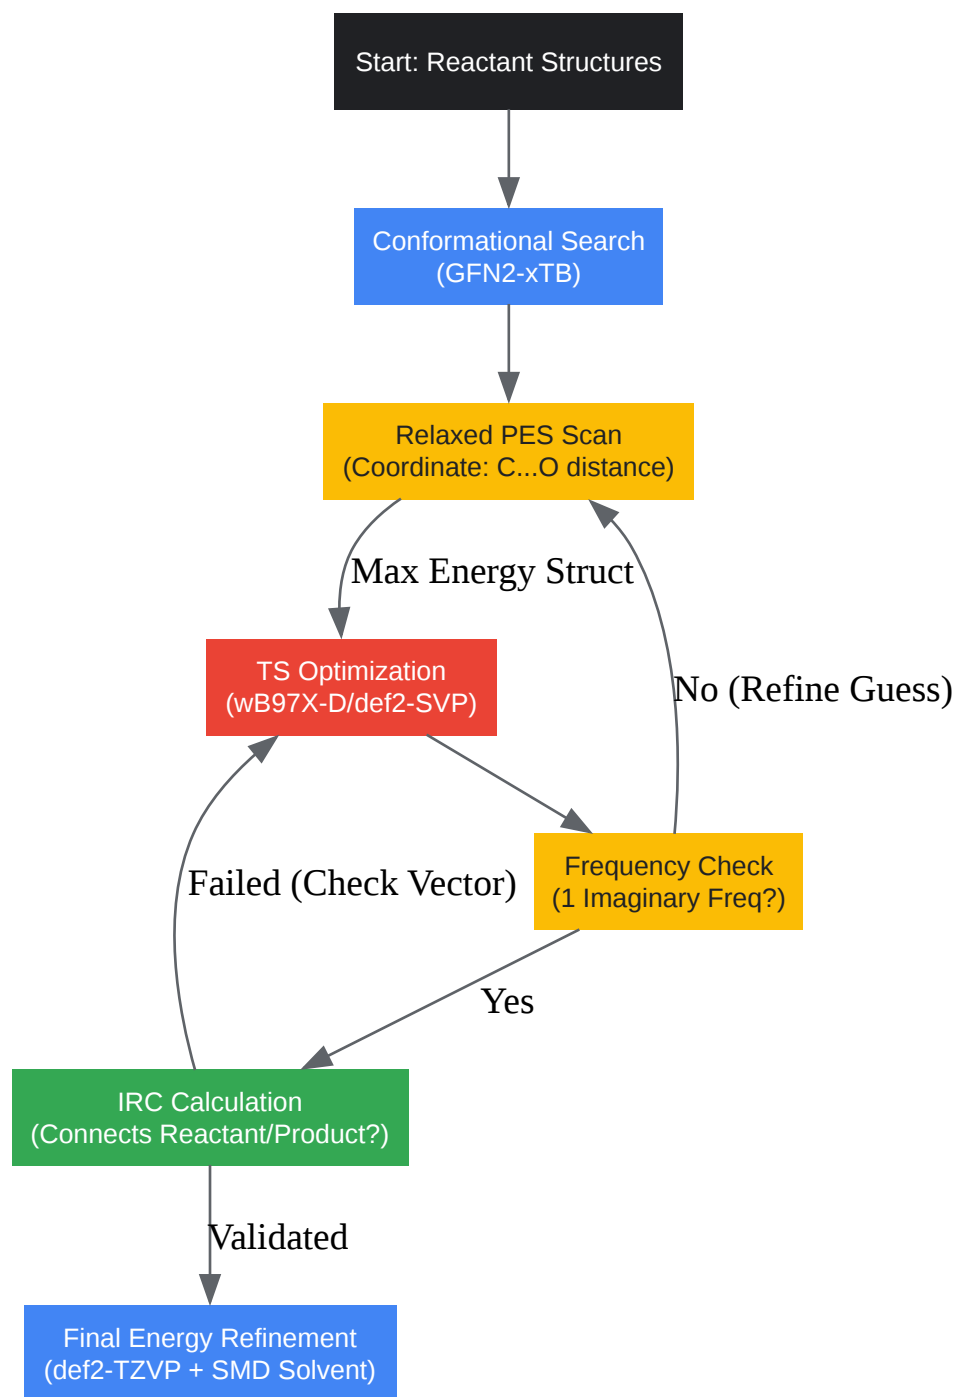 Start: Reactant Structures
Conformational Search
(GFN2-xTB)
Relaxed PES Scan
(Coordinate: C...O distance)
Max Energy Struct
TS Optimization
(wB97X-D/def2-SVP)
No (Refine Guess)
Frequency Check
(1 Imaginary Freq?)
Failed (Check Vector)
Yes
IRC Calculation
(Connects Reactant/Product?)
Validated
Final Energy Refinement
(def2-TZVP + SMD Solvent)